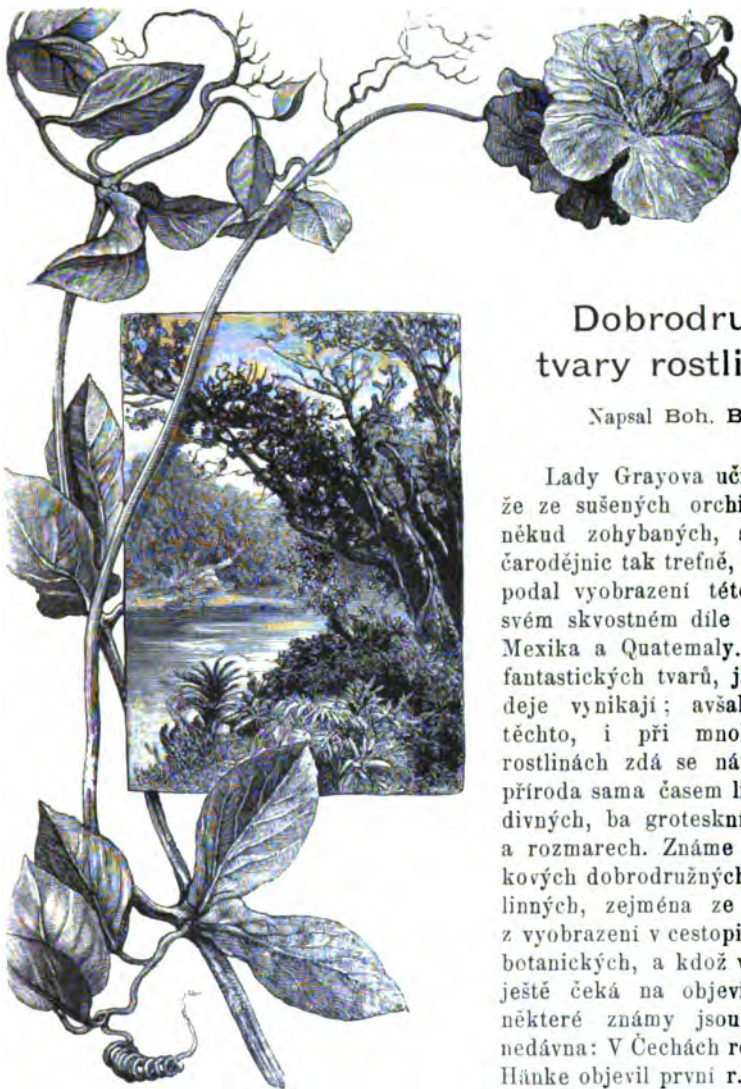 Dobrodru
tvary rostli
Napsal Boh. B
Lady Grayova uči
že ze sušených orchi
někud zohybaných, s
čarodějnic tak trefně,
podal vyobrazení této
svém skvostném díle
Mexika a Quatemaly.
fantastických tvarů, j
deje vynikají; avšak
těchto, i při mno
rostlinách zdá se ná
příroda sama časem l
divných, ba groteskní
a rozmarech. Známe
kových dobrodružných
linných, zejména ze
z vyobrazení v cestopi
botanických, a kdož v
ještě čeká na objevi
některé známy jsou
nedávna: V Čechách ro
Hänke objevil první r.